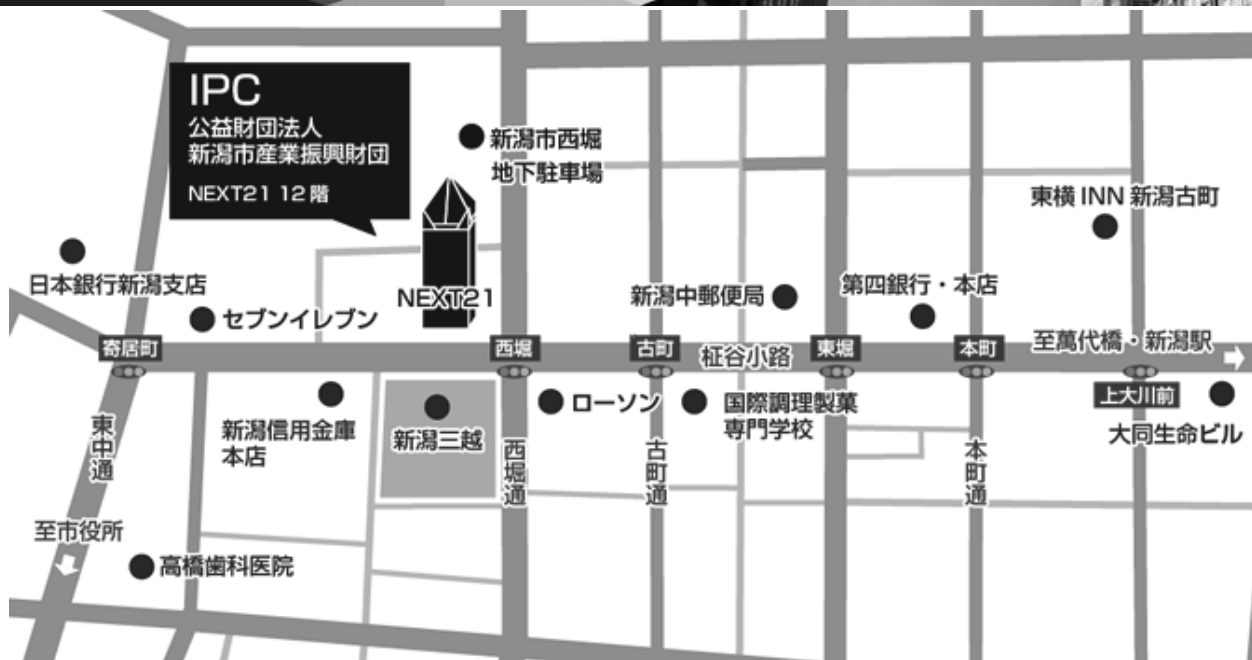 IPC
公益財団法人
新潟市産業振興財団
NEXT21 12階
新潟市西堀
地下駐車場
東横INN 新潟古町
日本銀行新潟支店
セブンイレブン
NEXT21
新潟中郵便局
第四銀行・本店
寄居町
西堀
古町
柾谷小路
東堀
本町
至萬代橋・新潟駅
上大川前
新潟信用金庫
本店
新潟三越
ローソン
国際調理製菓
専門学校
大同生命ビル
東中通
西堀通
古町通
本町通
至市役所
高橋歯科医院